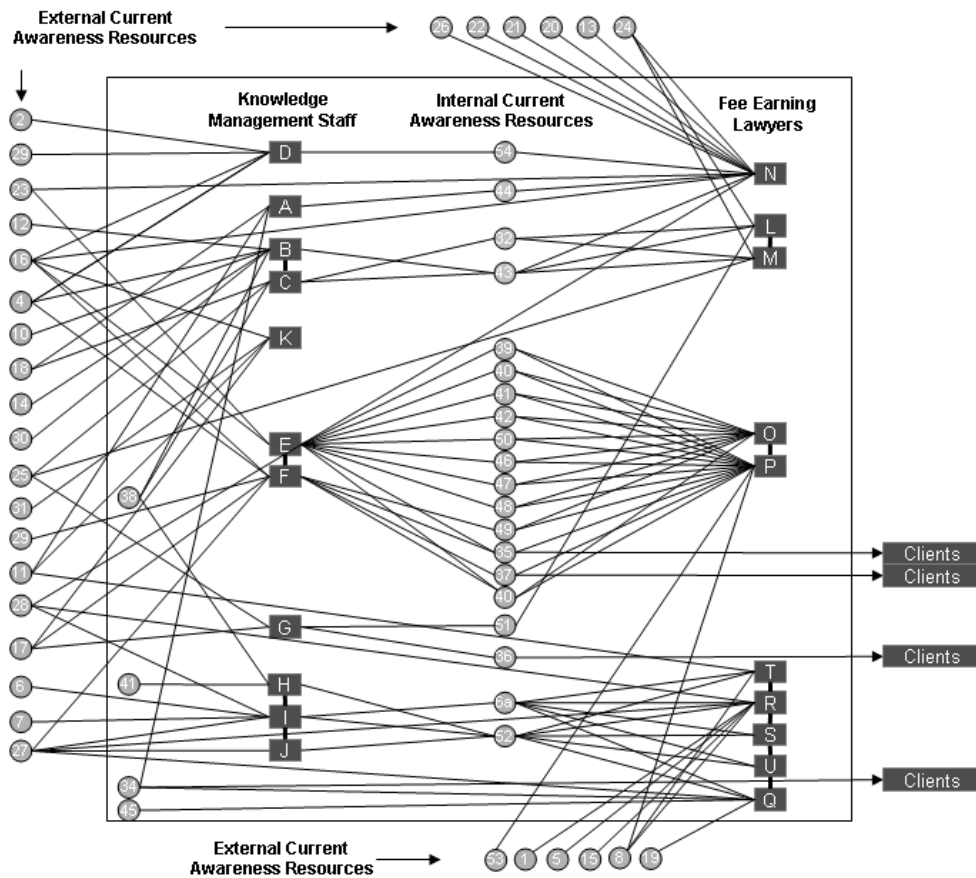 External Current
Awareness Resources
26 22 21 20 13 24
Knowledge
Management Staff
Internal Current
Awareness Resources
Fee Earning
Lawyers
2
D
54
29
N
23
44
A
12
L
32
B
16
M
43
C
4
10
K
39
18
40
41
14
42
O
30
E
50
46
P
25
F
47
38
31
48
49
29
35
Clients
11
37
Clients
40
28
51
G
17
36
Clients
T
6
41
H
6a
R
7
I
52
S
27
J
U
34
Clients
Q
45
External Current
Awareness Resources
53 1 5 15 8 19